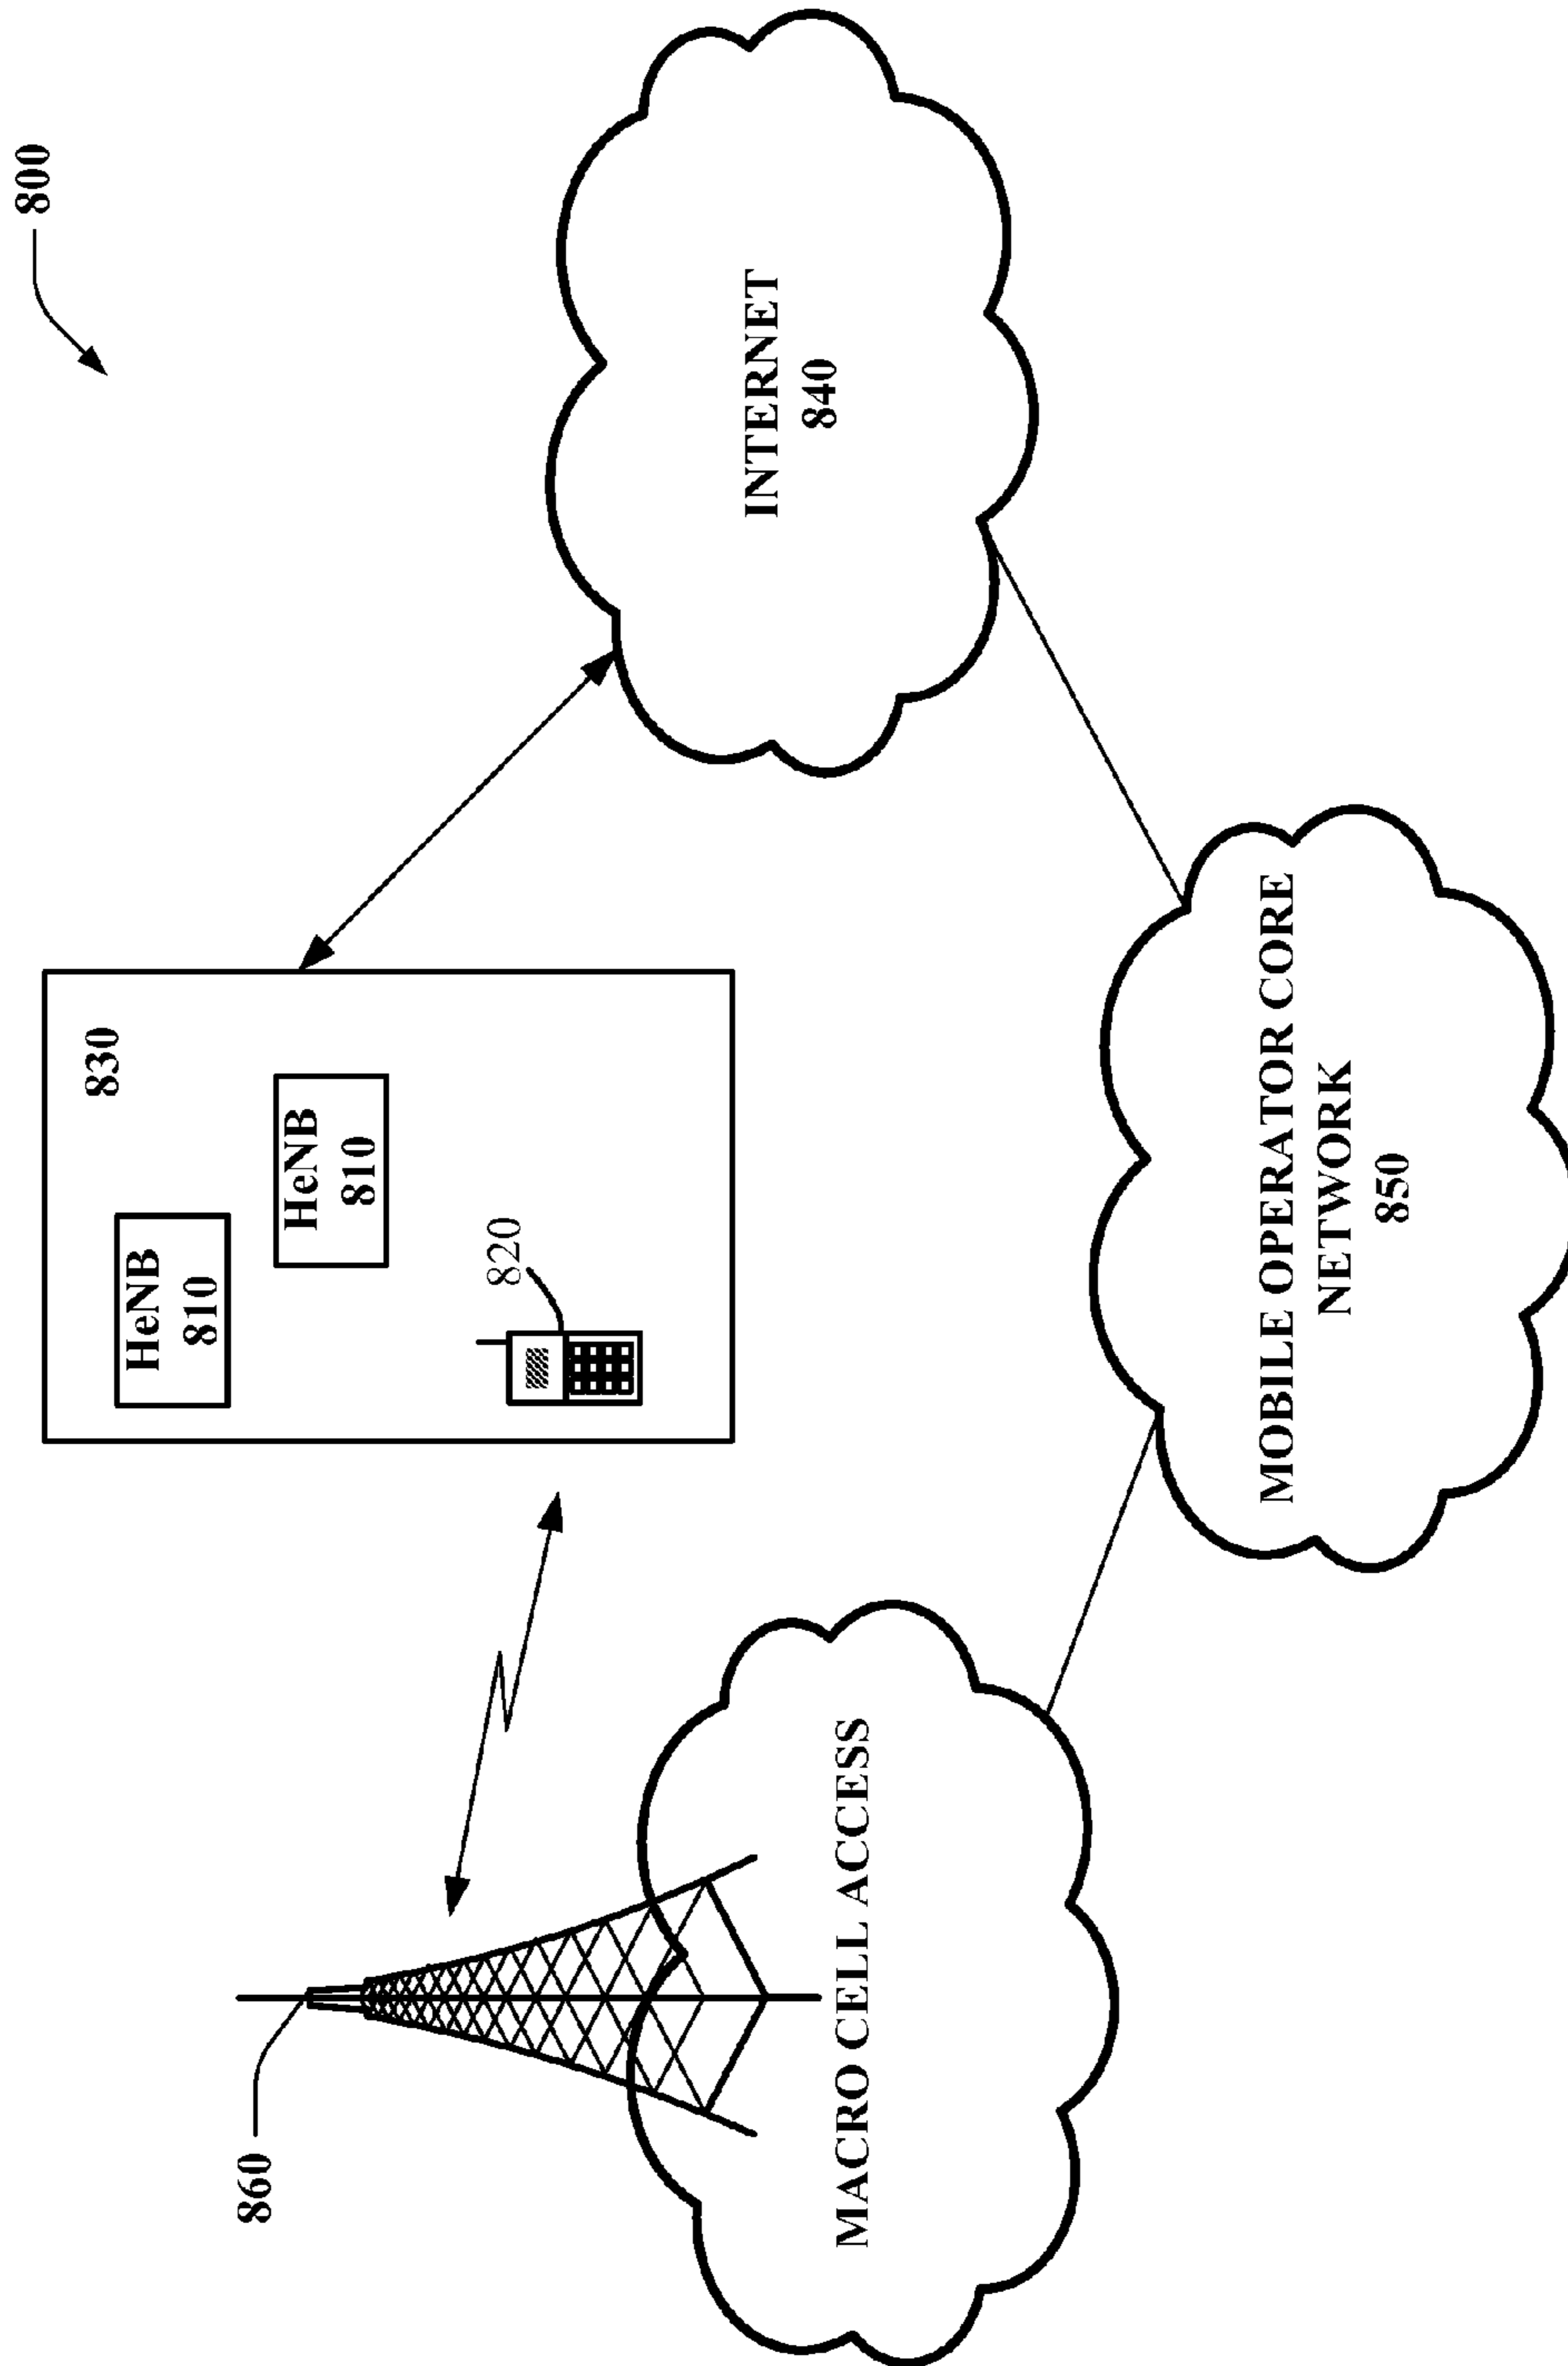 800
830
HeNB
810
HeNB
810
820
860
INTERNET
840
MACRO CELL ACCESS
MOBILE OPERATOR CORE
NETWORK
850